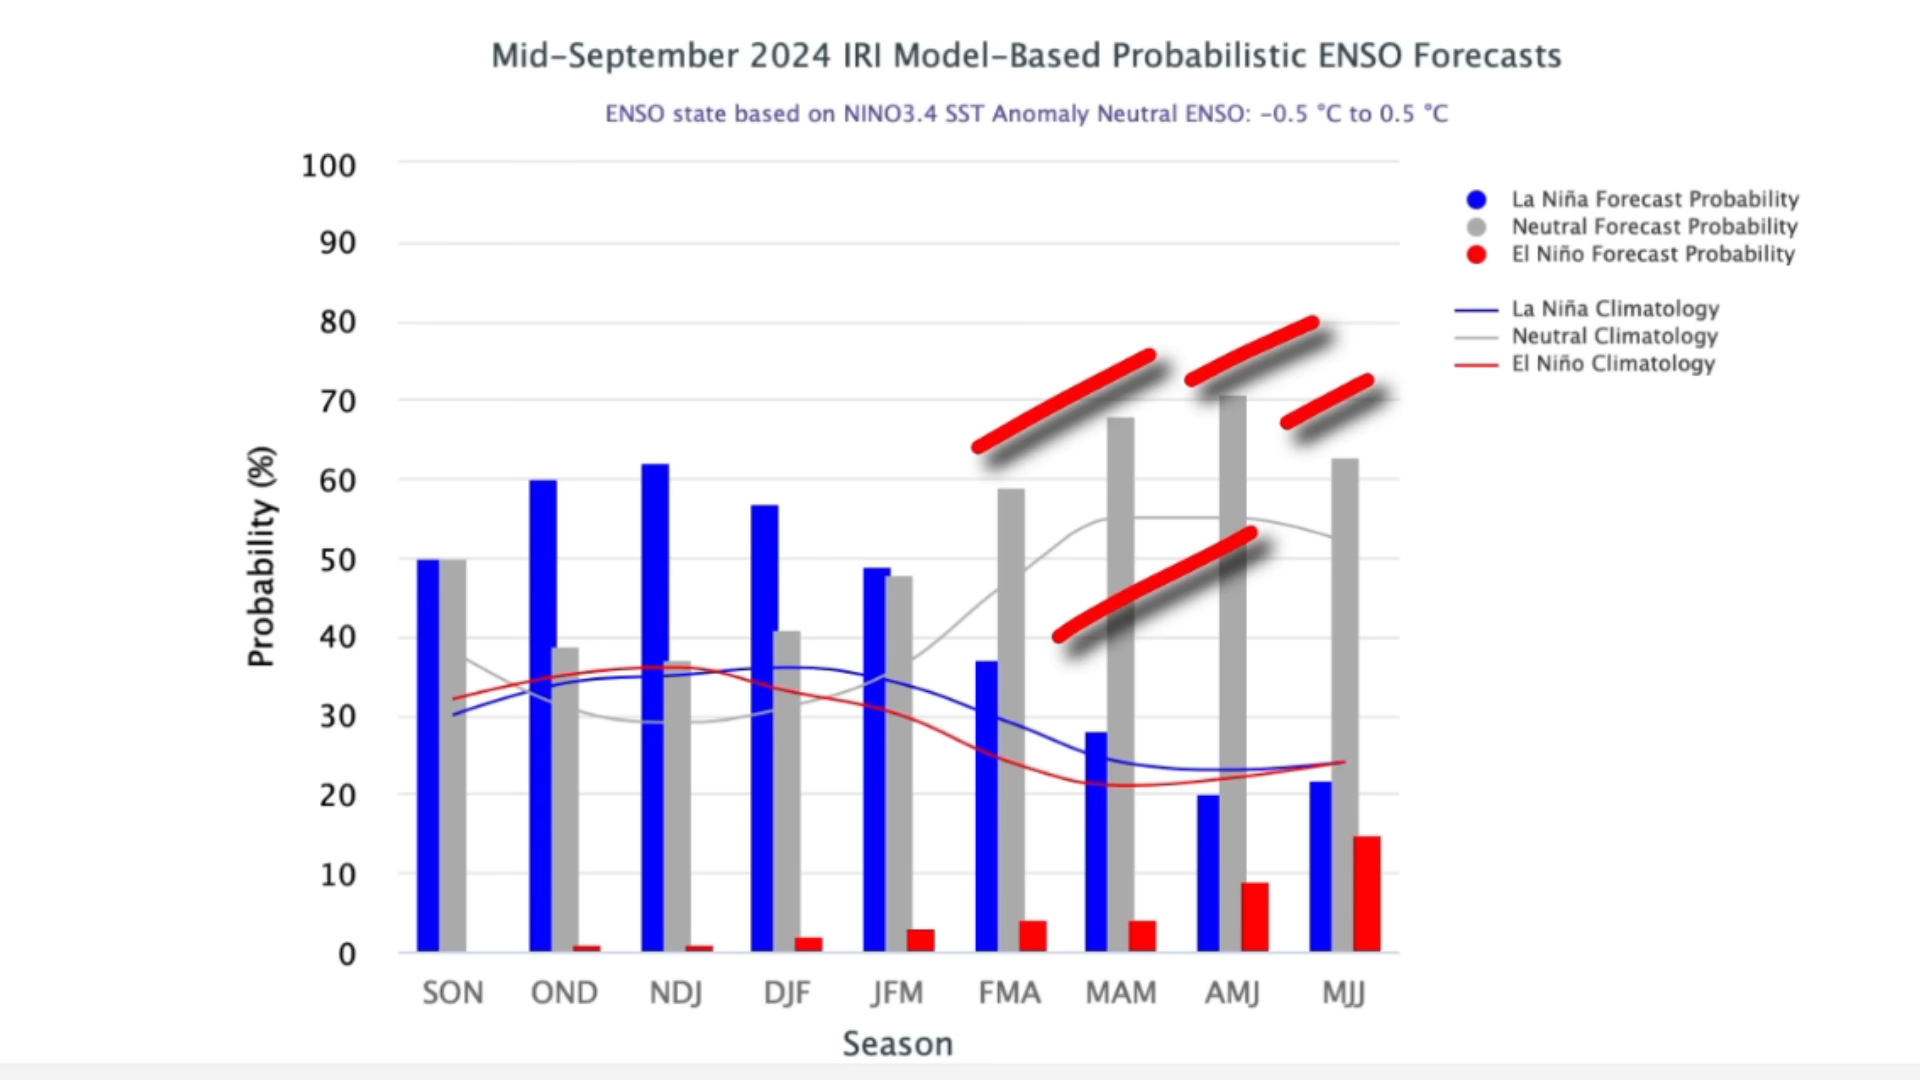 Mid-September 2024 IRI Model-Based Probabilistic ENSO Forecasts
ENSO state based on NINO3.4 SST Anomaly Neutral ENSO: -0.5 °C to 0.5 °C
100
90
80
70
60
50
40
30
20
10
0
Probability (%)
SON OND NDJ DJF JFM FMA MAM AMJ MJJ
Season
La Niña Forecast Probability
Neutral Forecast Probability
El Niño Forecast Probability
La Niña Climatology
Neutral Climatology
El Niño Climatology